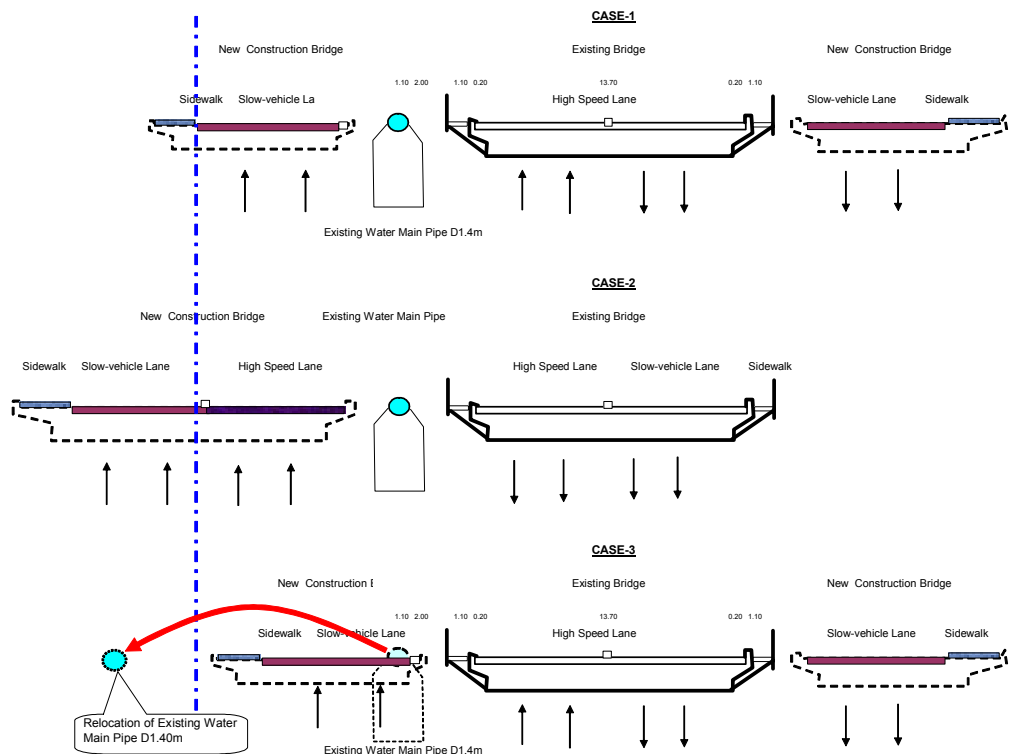 CASE-1
New Construction Bridge Existing Bridge New Construction Bridge
1.10 2.00 1.10 0.20 13.70 0.20 1.10
Sidewalk Slow-vehicle La High Speed Lane Slow-vehicle Lane Sidewalk
Existing Water Main Pipe D1.4m
CASE-2
New Construction Bridge Existing Water Main Pipe Existing Bridge
Sidewalk Slow-vehicle Lane High Speed Lane High Speed Lane Slow-vehicle Lane Sidewalk
CASE-3
New Construction Existing Bridge New Construction Bridge
1.10 2.00 1.10 0.20 13.70 0.20 1.10
Sidewalk Slow-vehicle Lane High Speed Lane Slow-vehicle Lane Sidewalk
Relocation of Existing Water
Main Pipe D1.40m
Existing Water Main Pipe D1.4m